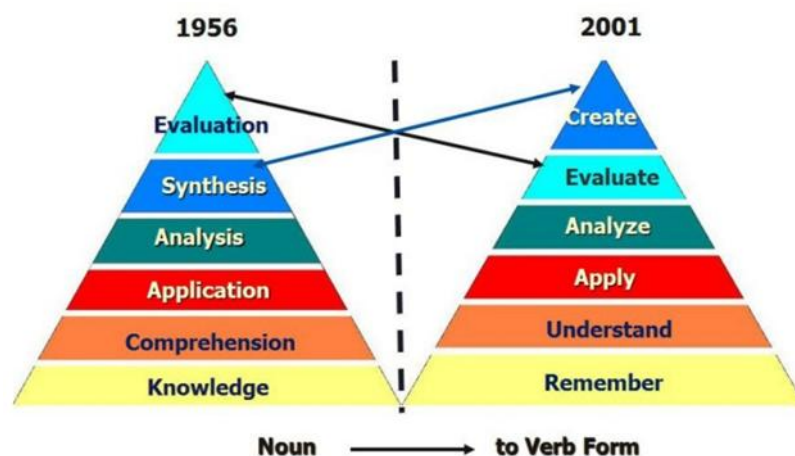 1956
2001
Evaluation
Synthesis
Analysis
Application
Comprehension
Knowledge
Create
Evaluate
Analyze
Apply
Understand
Remember
Noun
to Verb Form